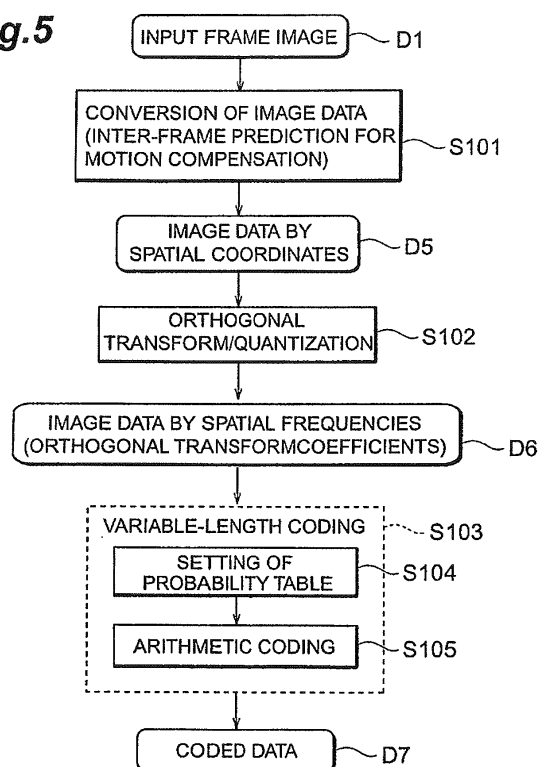 g.5
INPUT FRAME IMAGE
D1
CONVERSION OF IMAGE DATA
(INTER-FRAME PREDICTION FOR
MOTION COMPENSATION)
S101
IMAGE DATA BY
SPATIAL COORDINATES
D5
ORTHOGONAL
TRANSFORM/QUANTIZATION
S102
IMAGE DATA BY SPATIAL FREQUENCIES
(ORTHOGONAL TRANSFORMCOEFFICIENTS)
D6
VARIABLE-LENGTH CODING
S103
SETTING OF
PROBABILITY TABLE
S104
ARITHMETIC CODING
S105
CODED DATA
D7